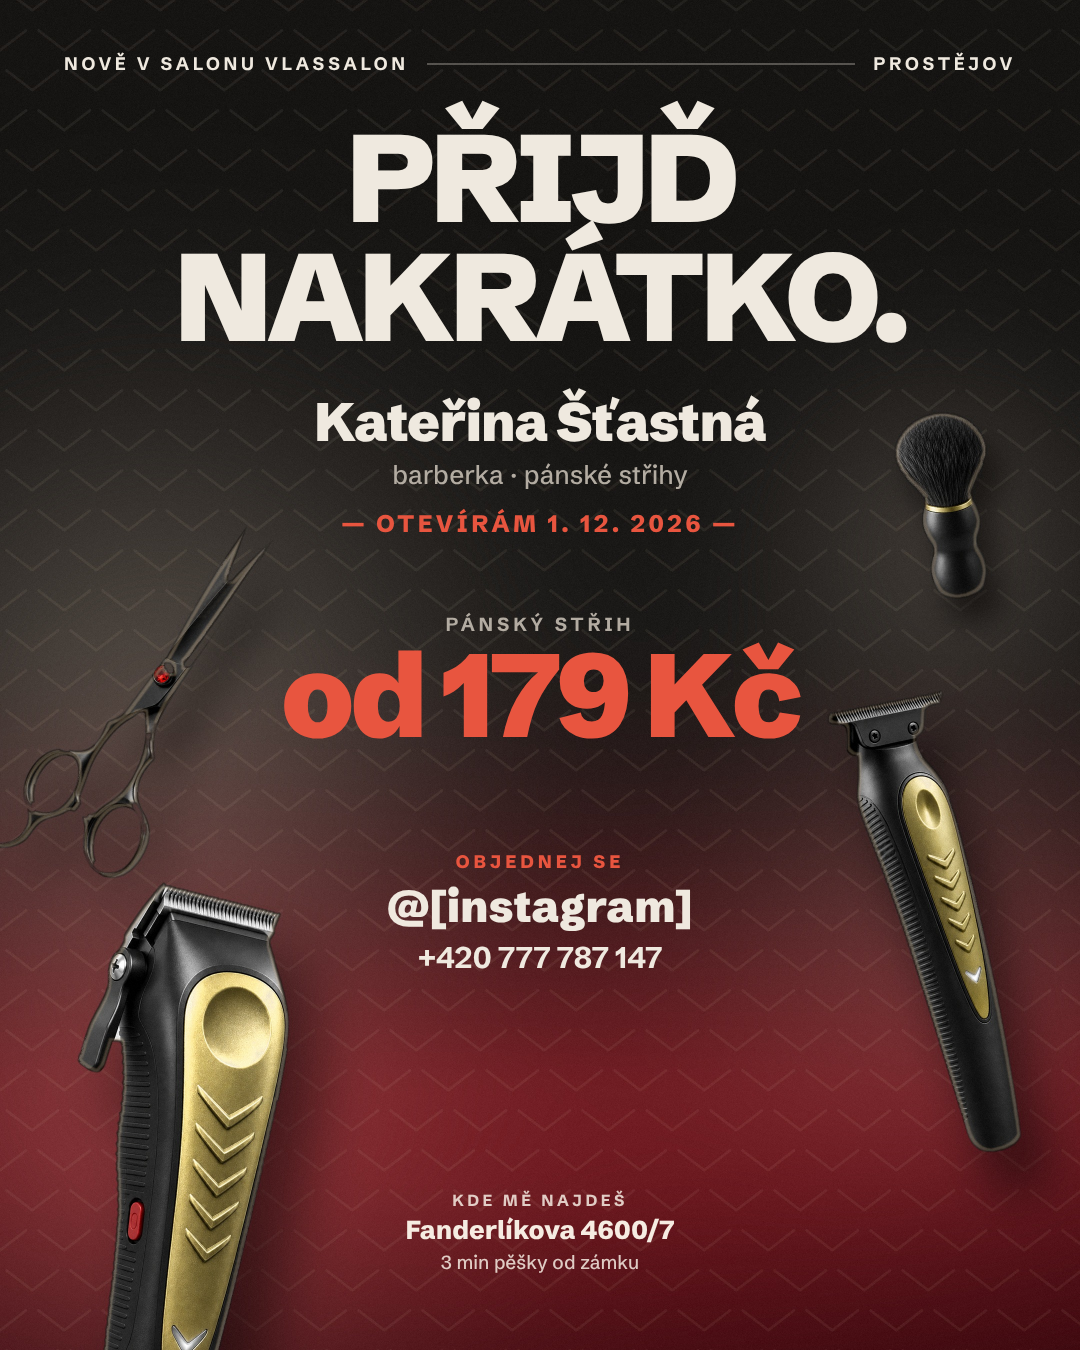 NOVĚ V SALONU VLASSALON
PROSTĚJOV
PŘIJĎ
NAKRÁTKO.
Kateřina Šťastná
barberka · pánské střihy
— OTEVÍRÁM 1. 12. 2026 —
PÁNSKÝ STŘIH
od 179 Kč
OBJEDNEJ SE
@[instagram]
+420 777 787 147
KDE MĚ NAJDEŠ
Fanderlíkova 4600/7
3 min pěšky od zámku